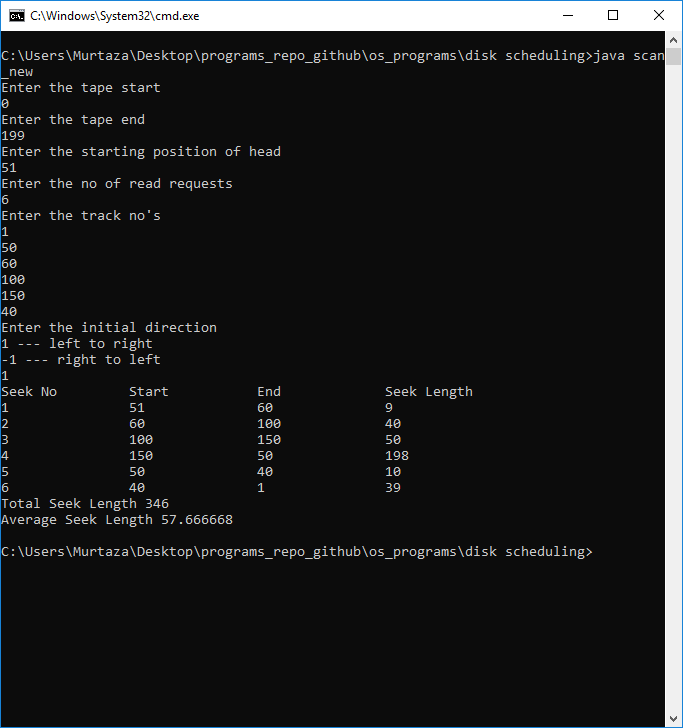 C:\Windows\System32\cmd.exe
C:\Users\Murtaza\Desktop\programs_repo_github\os_programs\disk scheduling>java scan
_new
Enter the tape start
0
Enter the tape end
199
Enter the starting position of head
51
Enter the no of read requests
6
Enter the track no's
1
50
60
100
150
40
Enter the initial direction
1 --- left to right
-1 --- right to left
1
Seek No         Start           End             Seek Length
1               51              60              9
2               60              100             40
3               100             150             50
4               150             50              198
5               50              40              10
6               40              1               39
Total Seek Length 346
Average Seek Length 57.666668
C:\Users\Murtaza\Desktop\programs_repo_github\os_programs\disk scheduling>